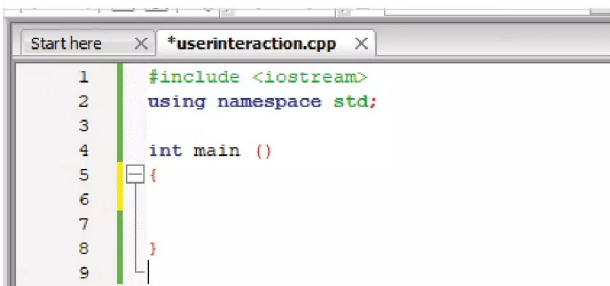 Start here *userinteraction.cpp
1 #include <iostream>
2 using namespace std;
3
4 int main ()
5 {
6
7
8 }
9